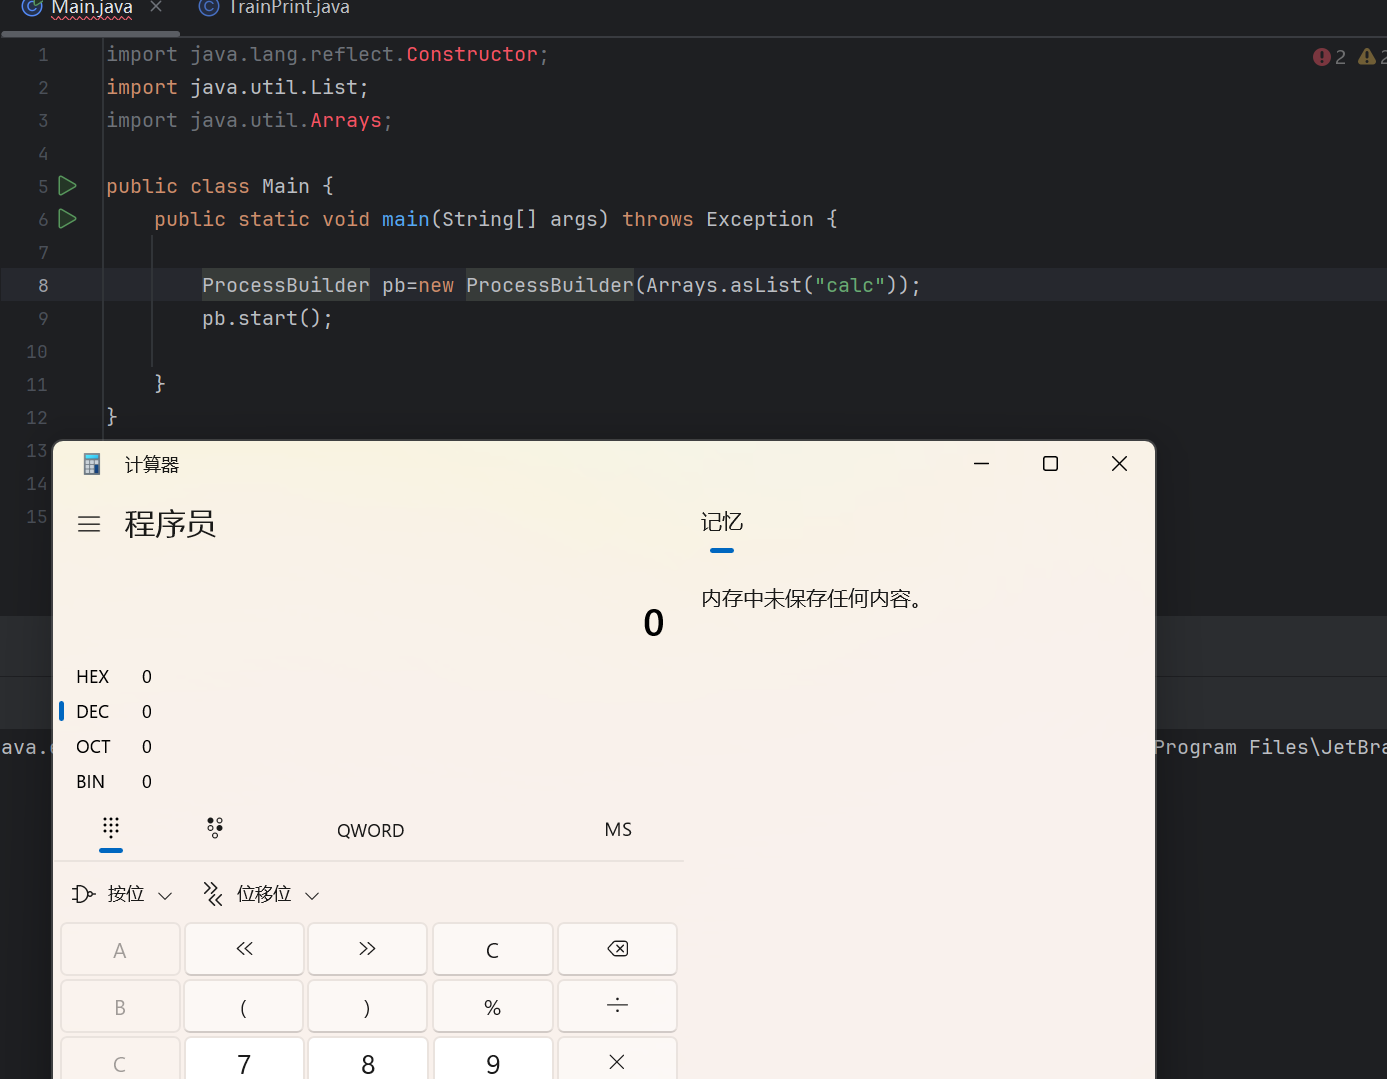 Main.java
TrainPrint.java
1 import java.lang.reflect.Constructor;
2 2
2 import java.util.List;
3 import java.util.Arrays;
4
5 public class Main {
6 public static void main(String[] args) throws Exception {
7
8 ProcessBuilder pb=new ProcessBuilder(Arrays.asList("calc"));
9 pb.start();
10
11 }
12 }
13
14
15
计算器
程序员
记忆
内存中未保存任何内容。
0
HEX 0
DEC 0
OCT 0
BIN 0
QWORD MS
按位 位移位
A « » C
B ( ) % ÷
C 7 8 9 ×
ava.
Program Files\JetBra